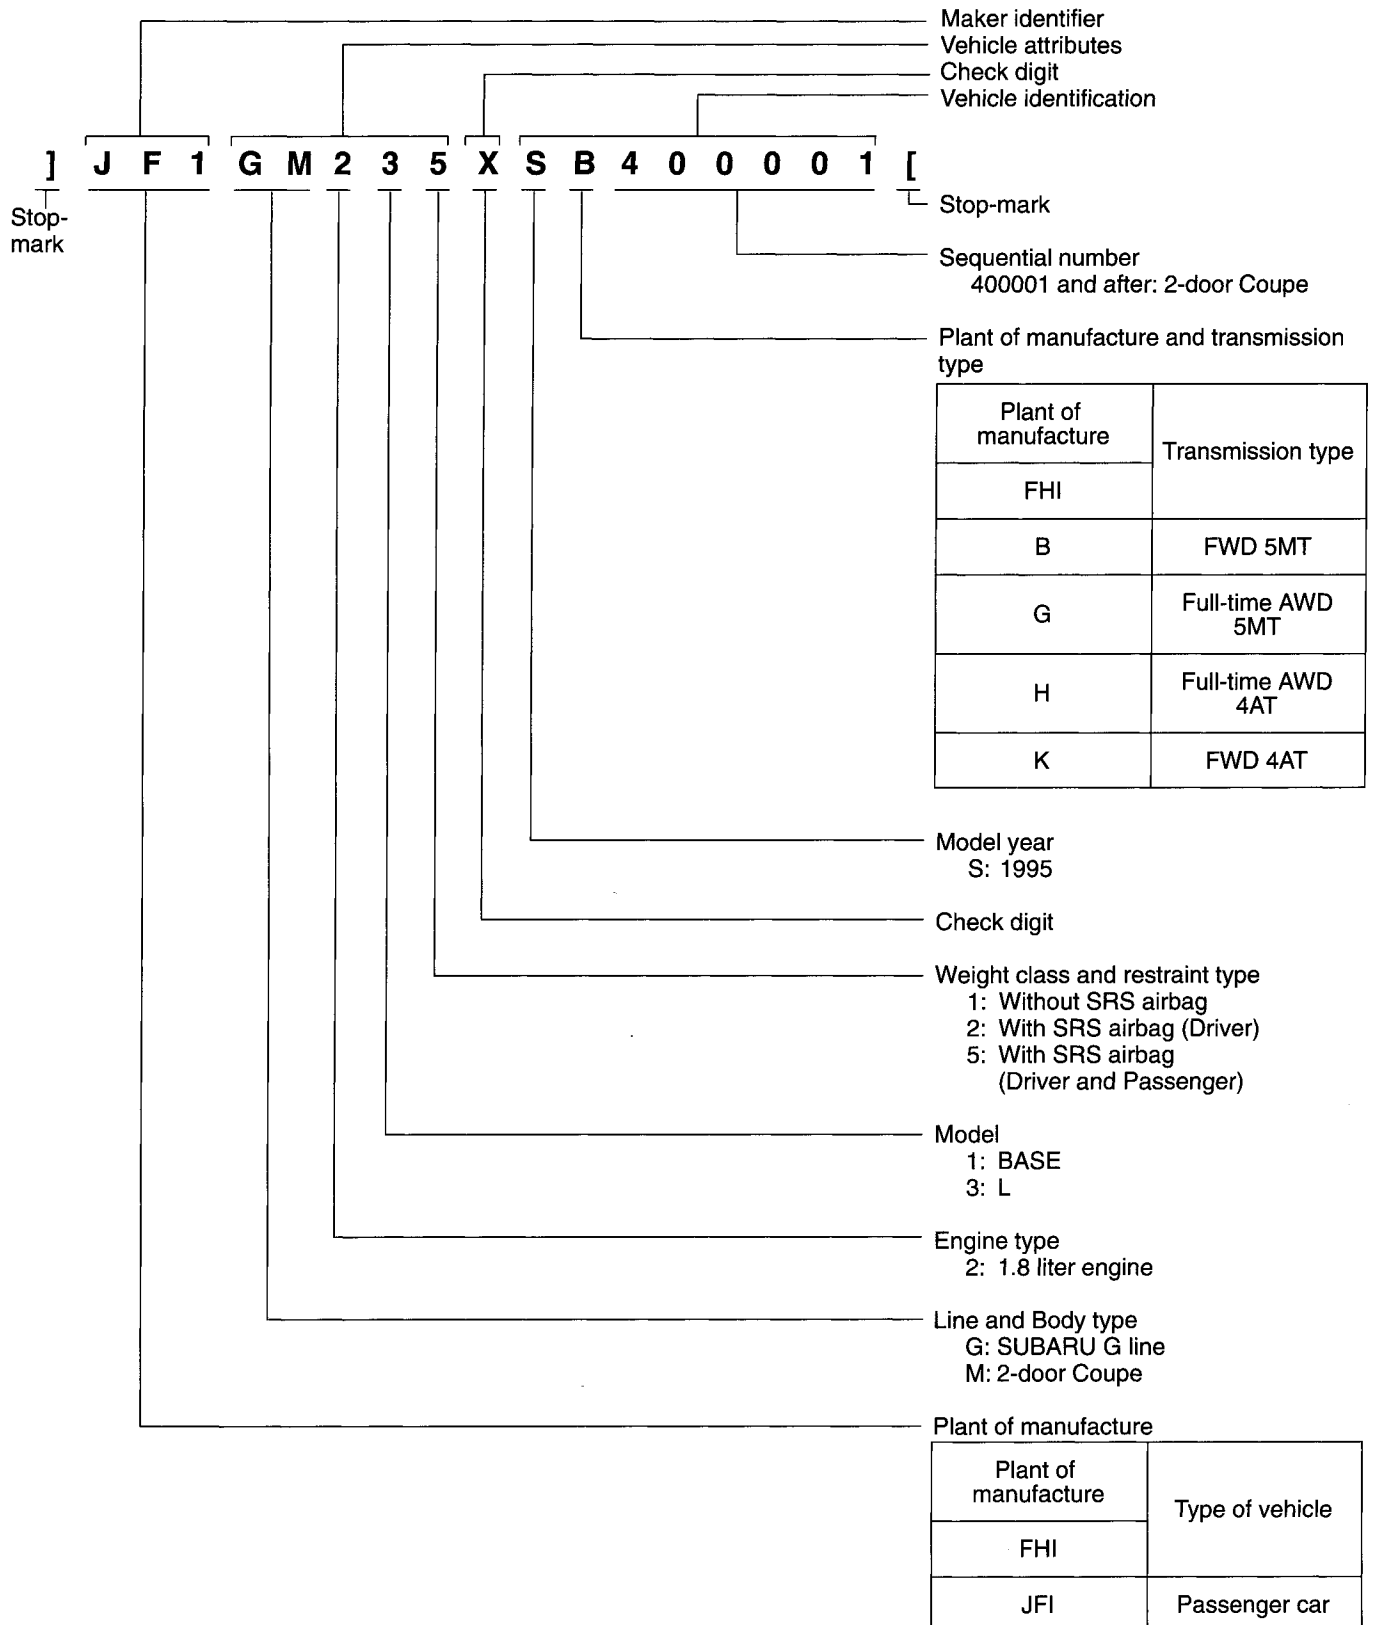 Maker identifier
Vehicle attributes
Check digit
Vehicle identification
] J F 1 G M 2 3 5 X S B 4 0 0 0 0 1 [
Stop-
mark
Stop-mark
Sequential number
400001 and after: 2-door Coupe
Plant of manufacture and transmission
type
Plant of
manufacture
Transmission type
FHI
B FWD 5MT
G Full-time AWD
5MT
H Full-time AWD
4AT
K FWD 4AT
Model year
S: 1995
Check digit
Weight class and restraint type
1: Without SRS airbag
2: With SRS airbag (Driver)
5: With SRS airbag
(Driver and Passenger)
Model
1: BASE
3: L
Engine type
2: 1.8 liter engine
Line and Body type
G: SUBARU G line
M: 2-door Coupe
Plant of manufacture
Plant of
manufacture
Type of vehicle
FHI
JFI Passenger car